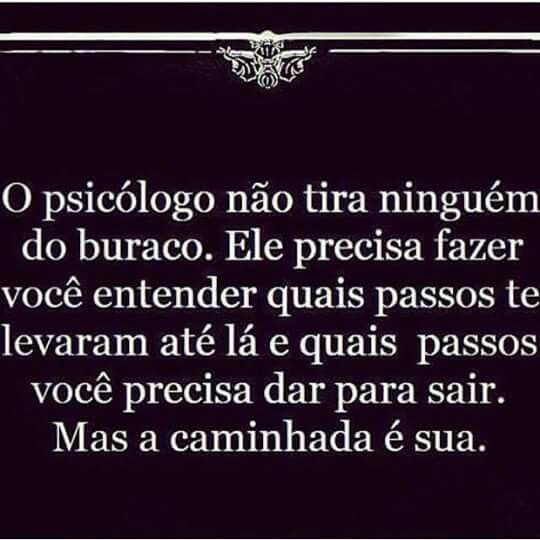 O psicólogo não tira ninguém
do buraco. Ele precisa fazer
você entender quais passos te
levaram até lá e quais passos
você precisa dar para sair.
Mas a caminhada é sua.